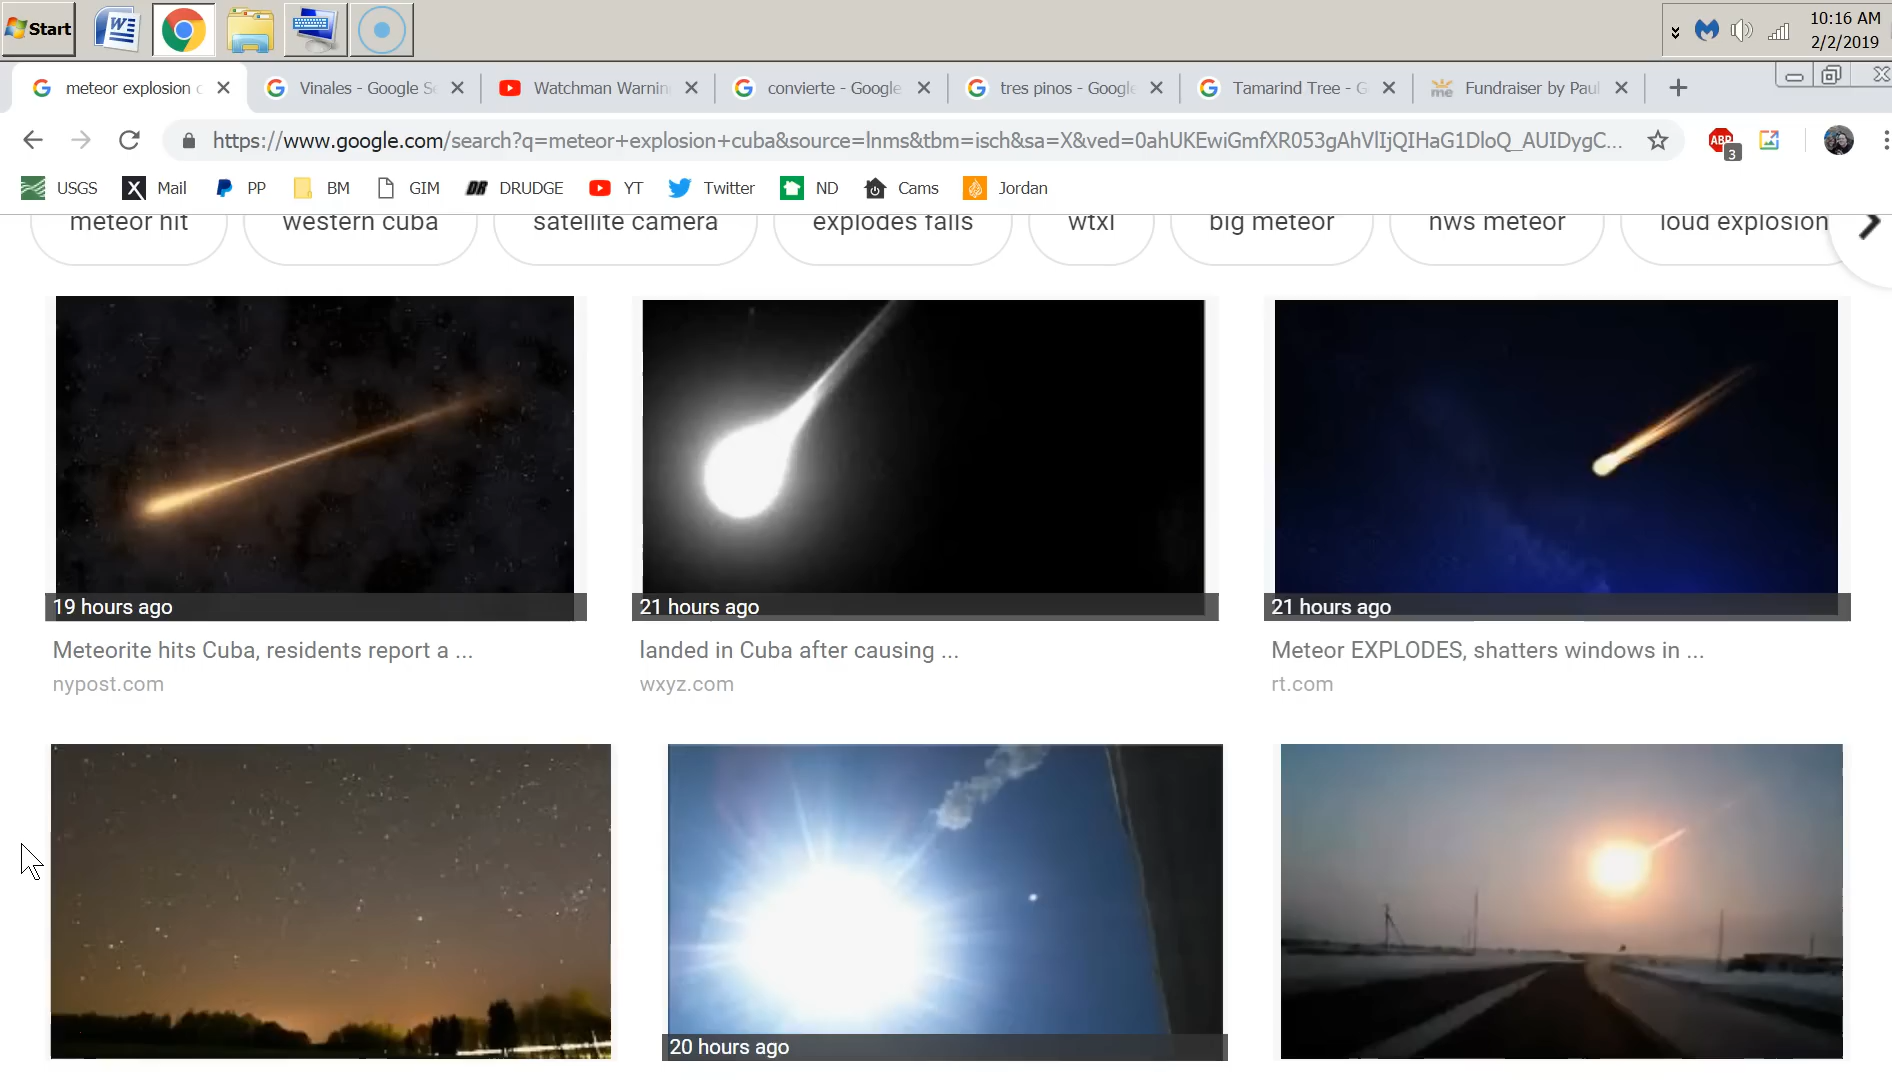 Start
10:16 AM
2/2/2019
meteor explosion c
Vinales - Google Se
Watchman Warnin
convierte - Google
tres pinos - Google
Tamarind Tree - G
Fundraiser by Paul
https://www.google.com/search?q=meteor+explosion+cuba&source=lnms&tbm=isch&sa=X&ved=0ahUKEwiGmfXR053gAhVlIjQIHaG1DloQ_AUIDygC...
ABP
3
USGS
X Mail
PP
BM
GIM
DR DRUDGE
YT
Twitter
ND
Cams
Jordan
meteor hit
western cuba
satellite camera
explodes falls
wtxl
big meteor
nws meteor
loud explosion
19 hours ago
21 hours ago
21 hours ago
Meteorite hits Cuba, residents report a ...
landed in Cuba after causing ...
Meteor EXPLODES, shatters windows in ...
nypost.com
wxyz.com
rt.com
20 hours ago